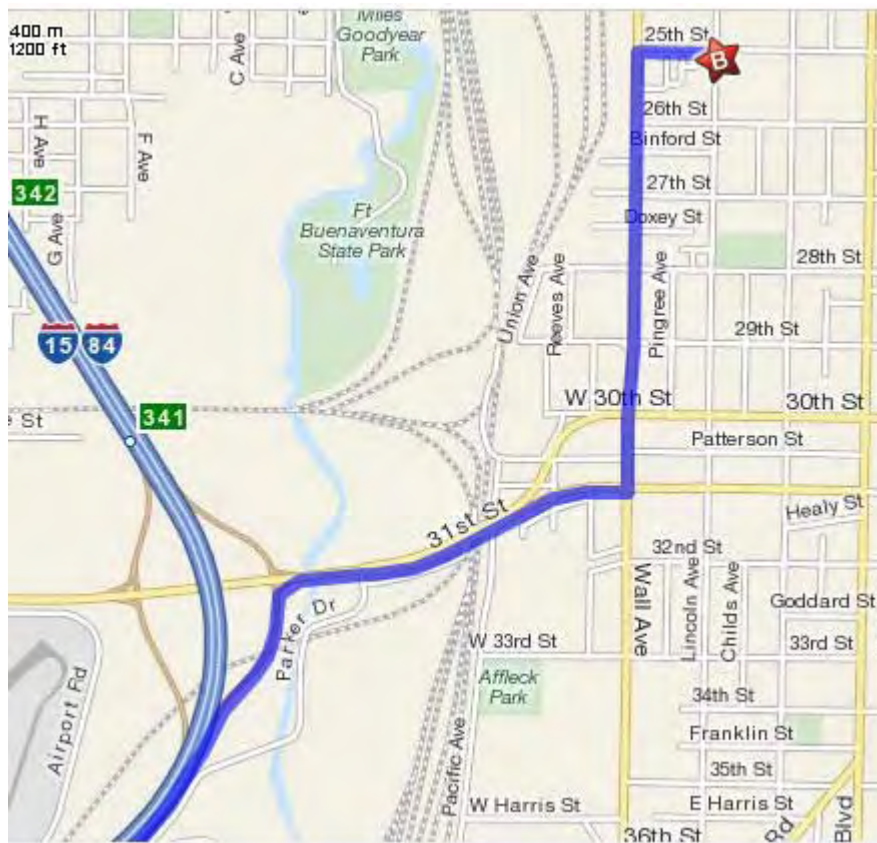 400 m
1200 ft
Miles
Goodyear
Park
C Ave
25th St
B
H Ave
F Ave
26th St
Binford St
342
27th St
G Ave
Ft
Buenaventura
State Park
Doxey St
28th St
Union Ave
Reeves Ave
Pingree Ave
15
84
29th St
W 30th St
30th St
341
e St
Patterson St
31st St
Healy St
32nd St
Wall Ave
Lincoln Ave
Childs Ave
Goddard St
Parker Dr
W 33rd St
33rd St
Airport Rd
Affleck
Park
34th St
Franklin St
Pacific Ave
35th St
W Harris St
E Harris St
36th St
Rd
Blvd